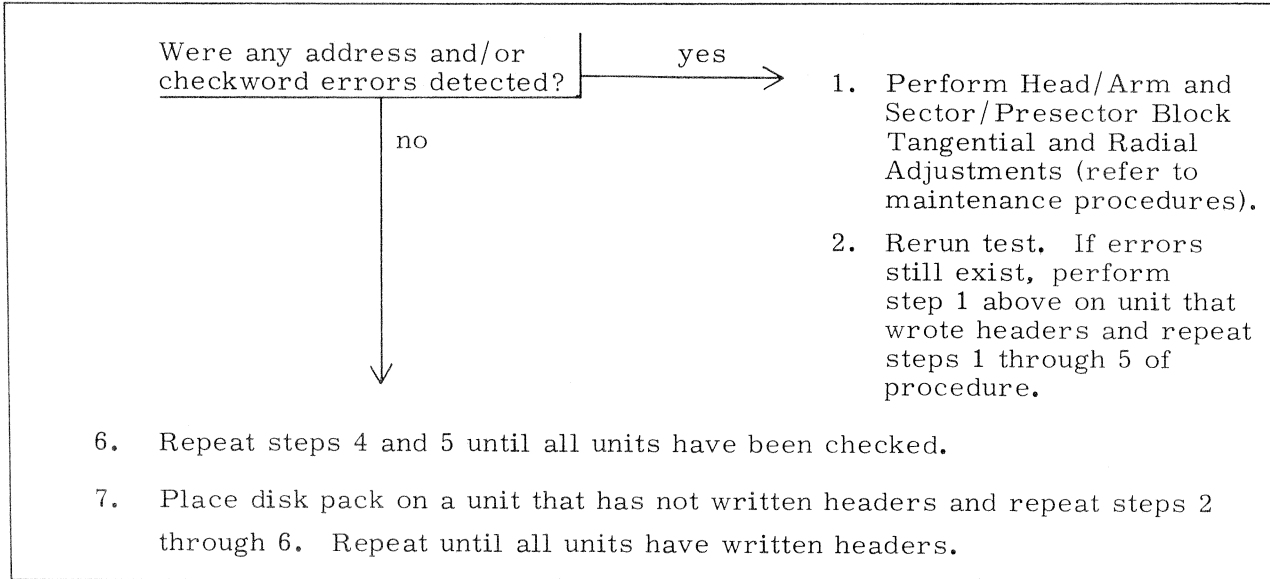 Were any address and/or
checkword errors detected?
yes
no
1. Perform Head/Arm and
Sector/Presector Block
Tangential and Radial
Adjustments (refer to
maintenance procedures).
2. Rerun test. If errors
still exist, perform
step 1 above on unit that
wrote headers and repeat
steps 1 through 5 of
procedure.
6. Repeat steps 4 and 5 until all units have been checked.
7. Place disk pack on a unit that has not written headers and repeat steps 2
through 6. Repeat until all units have written headers.